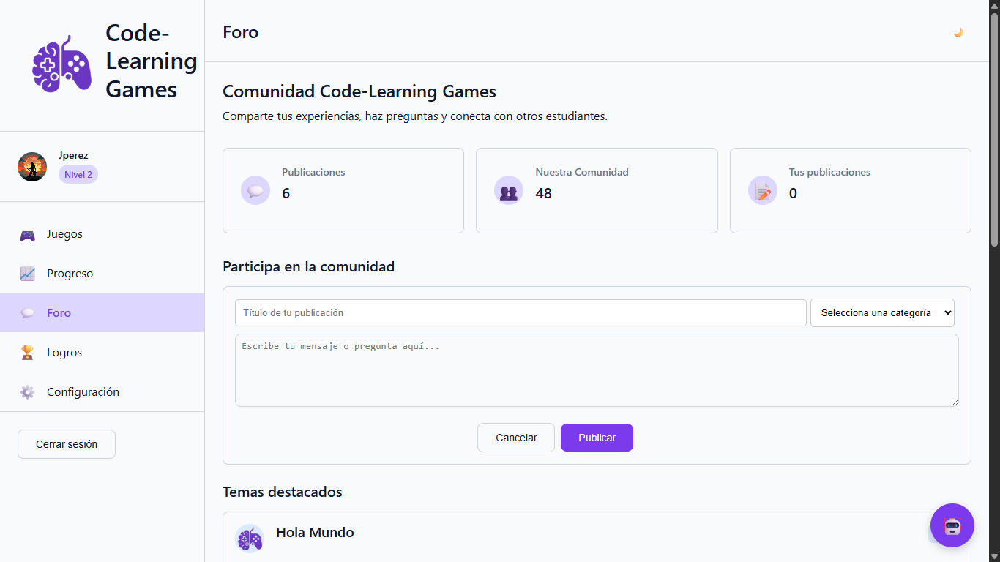 Code-
Learning
Games
Jperez
Nivel 2
Juegos
Progreso
Foro
Logros
Configuración
Cerrar sesión
Foro
Comunidad Code-Learning Games
Comparte tus experiencias, haz preguntas y conecta con otros estudiantes.
Publicaciones
6
Nuestra Comunidad
48
Tus publicaciones
0
Participa en la comunidad
Título de tu publicación
Selecciona una categoría
Escribe tu mensaje o pregunta aquí...
Cancelar
Publicar
Temas destacados
Hola Mundo